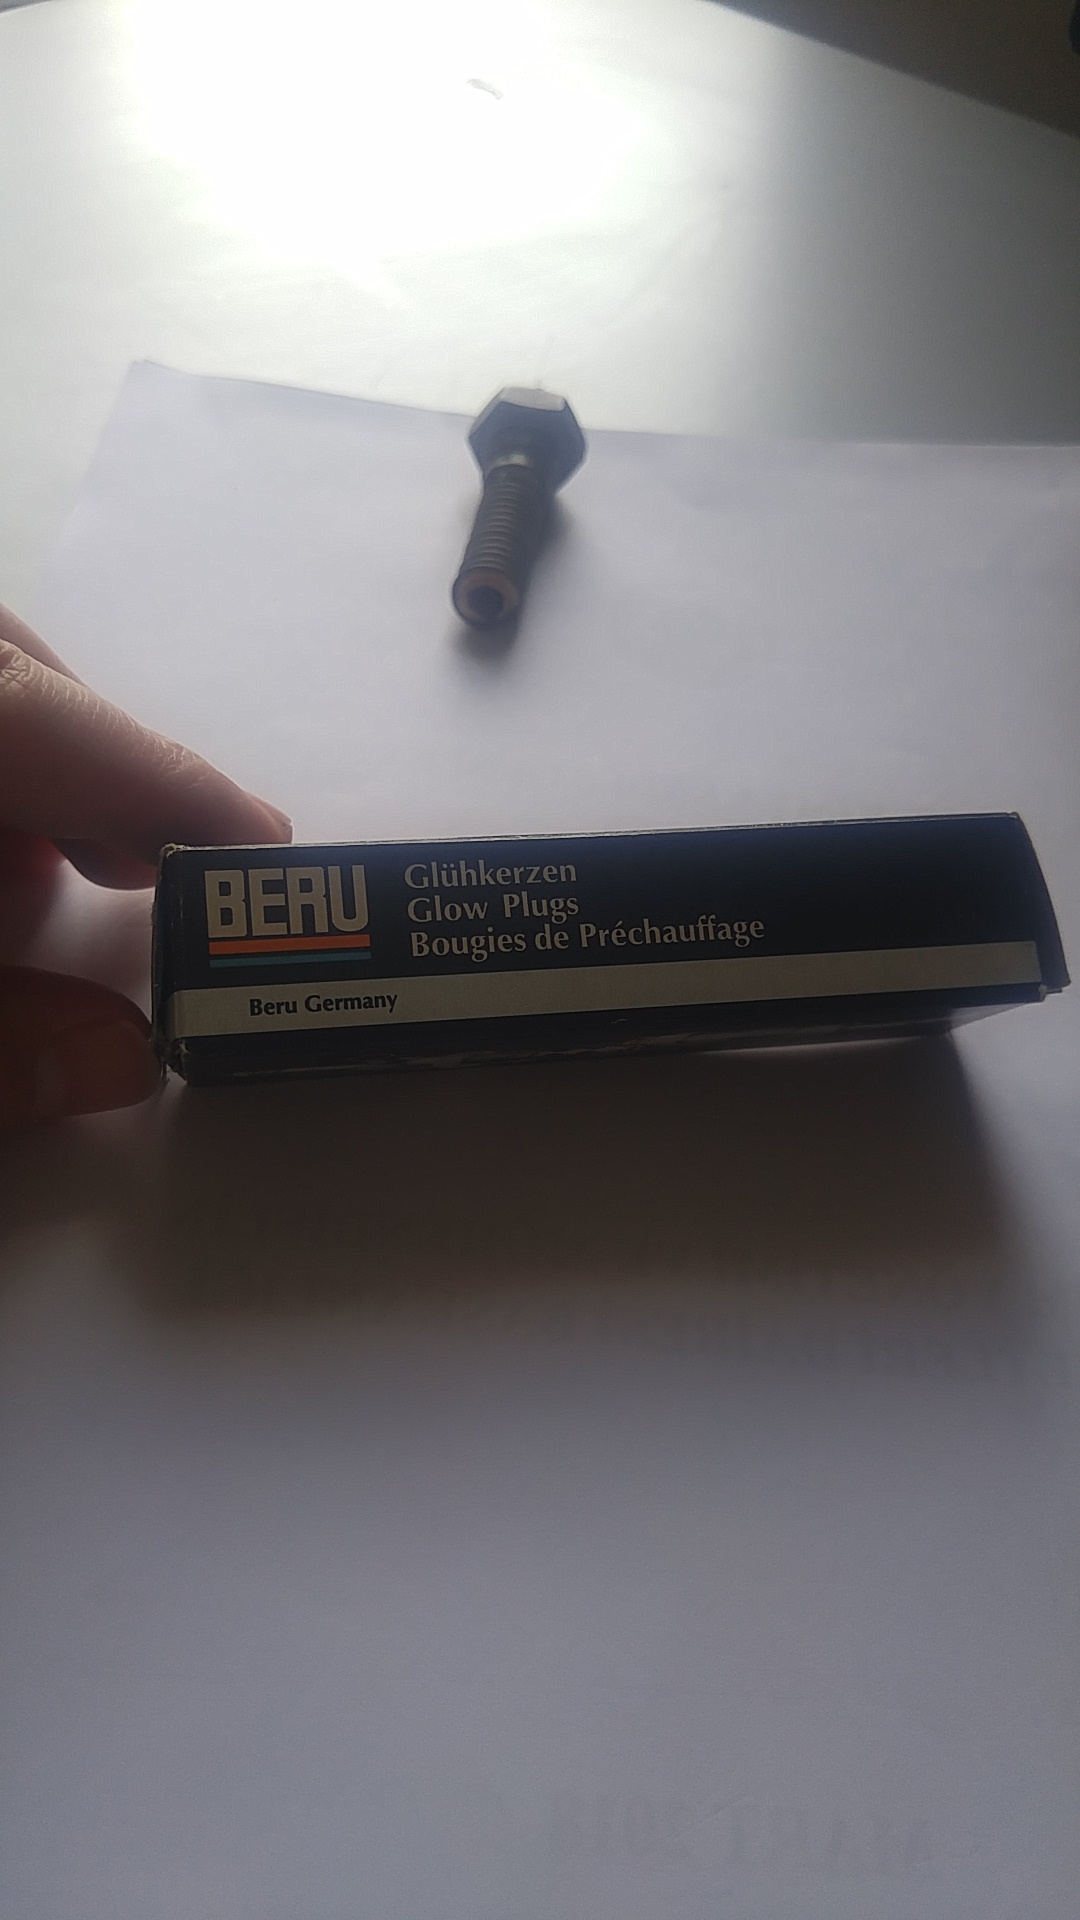 BERU
Glühkerzen
Glow Plugs
Bougies de Préchauffage
Beru Germany